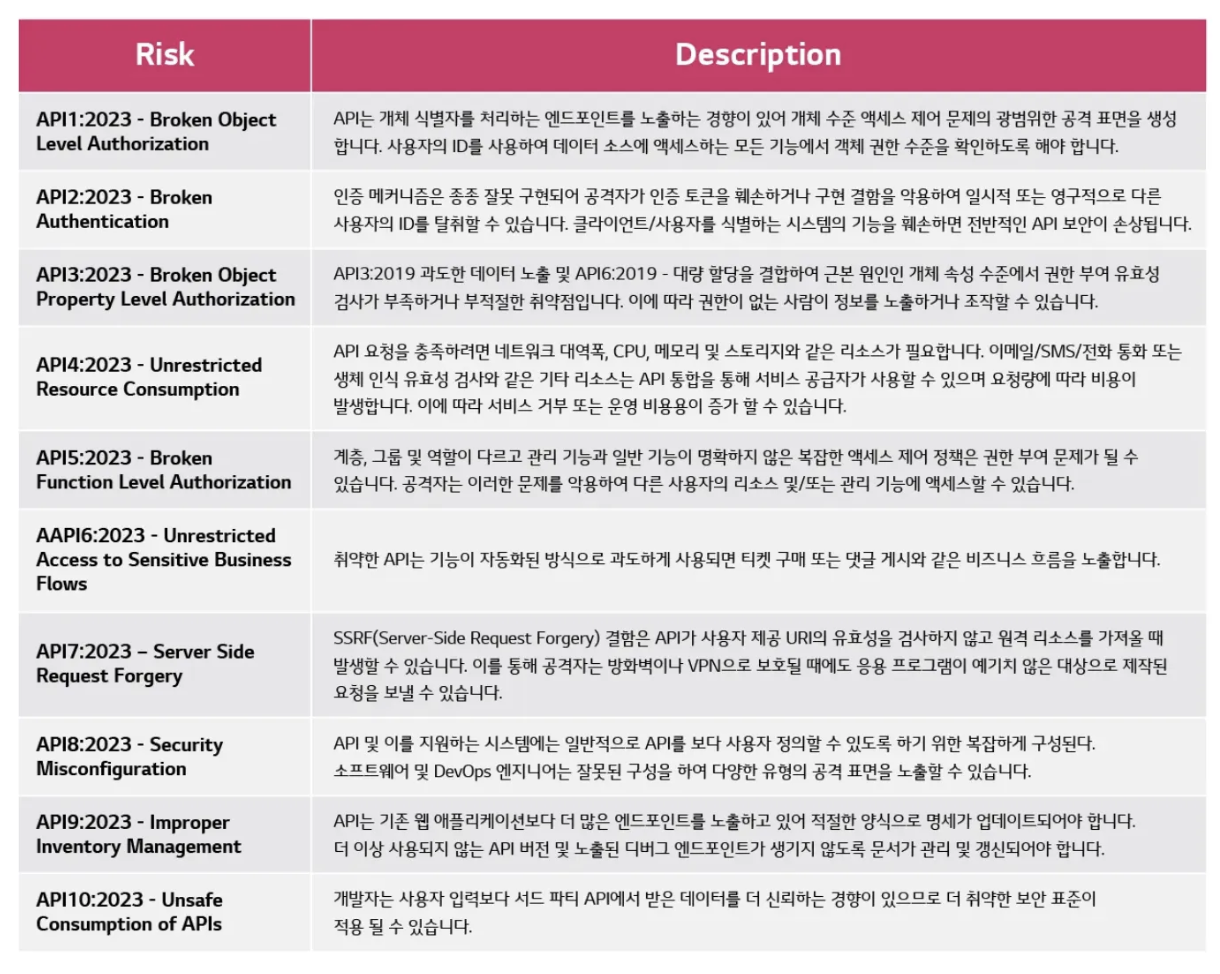 Risk
Description
API1:2023 - Broken Object
Level Authorization
API는 개체 식별자를 처리하는 엔드포인트를 노출하는 경향이 있어 개체 수준 액세스 제어 문제의 광범위한 공격 표면을 생성
합니다. 사용자의 ID를 사용하여 데이터 소스에 액세스하는 모든 기능에서 객체 권한 수준을 확인하도록 해야 합니다.
API2:2023 - Broken
Authentication
인증 메커니즘은 종종 잘못 구현되어 공격자가 인증 토큰을 훼손하거나 구현 결함을 악용하여 일시적 또는 영구적으로 다른
사용자의 ID를 탈취할 수 있습니다. 클라이언트/사용자를 식별하는 시스템의 기능을 훼손하면 전반적인 API 보안이 손상됩니다.
API3:2023 - Broken Object
Property Level Authorization
API3:2019 과도한 데이터 노출 및 API6:2019 - 대량 할당을 결합하여 근본 원인인 개체 속성 수준에서 권한 부여 유효성
검사가 부족하거나 부적절한 취약점입니다. 이에 따라 권한이 없는 사람이 정보를 노출하거나 조작할 수 있습니다.
API4:2023 - Unrestricted
Resource Consumption
API 요청을 충족하려면 네트워크 대역폭, CPU, 메모리 및 스토리지와 같은 리소스가 필요합니다. 이메일/SMS/전화 통화 또는
생체 인식 유효성 검사와 같은 기타 리소스는 API 통합을 통해 서비스 공급자가 사용할 수 있으며 요청량에 따라 비용이
발생합니다. 이에 따라 서비스 거부 또는 운영 비용용이 증가 할 수 있습니다.
API5:2023 - Broken
Function Level Authorization
계층, 그룹 및 역할이 다르고 관리 기능과 일반 기능이 명확하지 않은 복잡한 액세스 제어 정책은 권한 부여 문제가 될 수
있습니다. 공격자는 이러한 문제를 악용하여 다른 사용자의 리소스 및/또는 관리 기능에 액세스할 수 있습니다.
AAPI6:2023 - Unrestricted
Access to Sensitive Business
Flows
취약한 API는 기능이 자동화된 방식으로 과도하게 사용되면 티켓 구매 또는 댓글 게시와 같은 비즈니스 흐름을 노출합니다.
API7:2023 – Server Side
Request Forgery
SSRF(Server-Side Request Forgery) 결함은 API가 사용자 제공 URI의 유효성을 검사하지 않고 원격 리소스를 가져올 때
발생할 수 있습니다. 이를 통해 공격자는 방화벽이나 VPN으로 보호될 때에도 응용 프로그램이 예기치 않은 대상으로 제작된
요청을 보낼 수 있습니다.
API8:2023 - Security
Misconfiguration
API 및 이를 지원하는 시스템에는 일반적으로 API를 보다 사용자 정의할 수 있도록 하기 위한 복잡하게 구성된다.
소프트웨어 및 DevOps 엔지니어는 잘못된 구성을 하여 다양한 유형의 공격 표면을 노출할 수 있습니다.
API9:2023 - Improper
Inventory Management
API는 기존 웹 애플리케이션보다 더 많은 엔드포인트를 노출하고 있어 적절한 양식으로 명세가 업데이트되어야 합니다.
더 이상 사용되지 않는 API 버전 및 노출된 디버그 엔드포인트가 생기지 않도록 문서가 관리 및 갱신되어야 합니다.
API10:2023 - Unsafe
Consumption of APIs
개발자는 사용자 입력보다 서드 파티 API에서 받은 데이터를 더 신뢰하는 경향이 있으므로 더 취약한 보안 표준이
적용 될 수 있습니다.